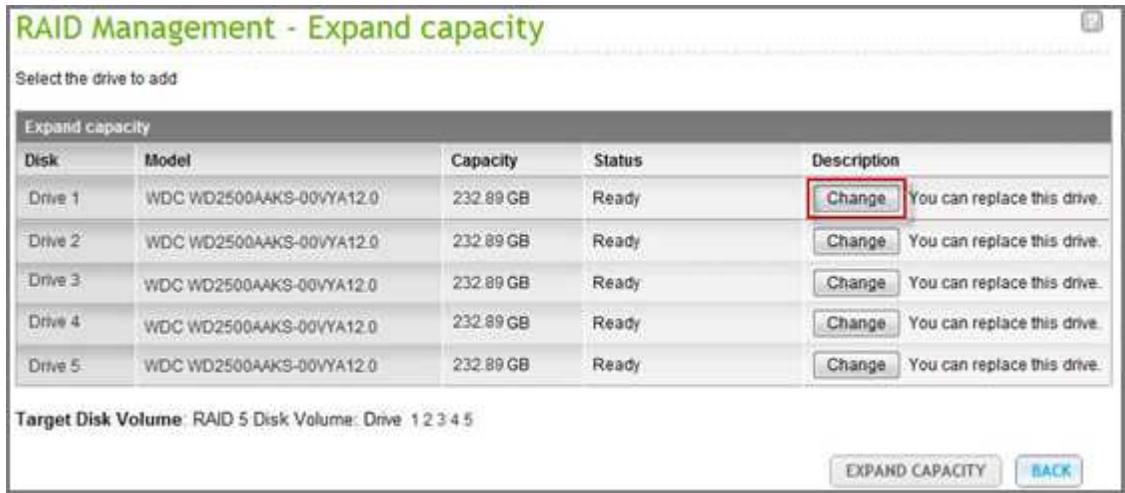 RAID Management - Expand capacity
?
Select the drive to add
Expand capacity
Disk Model Capacity Status Description
Drive 1 WDC WD2500AAKS-00VYA12.0 232.89 GB Ready Change You can replace this drive.
Drive 2 WDC WD2500AAKS-00VYA12.0 232.89 GB Ready Change You can replace this drive.
Drive 3 WDC WD2500AAKS-00VYA12.0 232.89 GB Ready Change You can replace this drive.
Drive 4 WDC WD2500AAKS-00VYA12.0 232.89 GB Ready Change You can replace this drive.
Drive 5 WDC WD2500AAKS-00VYA12.0 232.89 GB Ready Change You can replace this drive.
Target Disk Volume: RAID 5 Disk Volume: Drive 1 2 3 4 5
EXPAND CAPACITY BACK